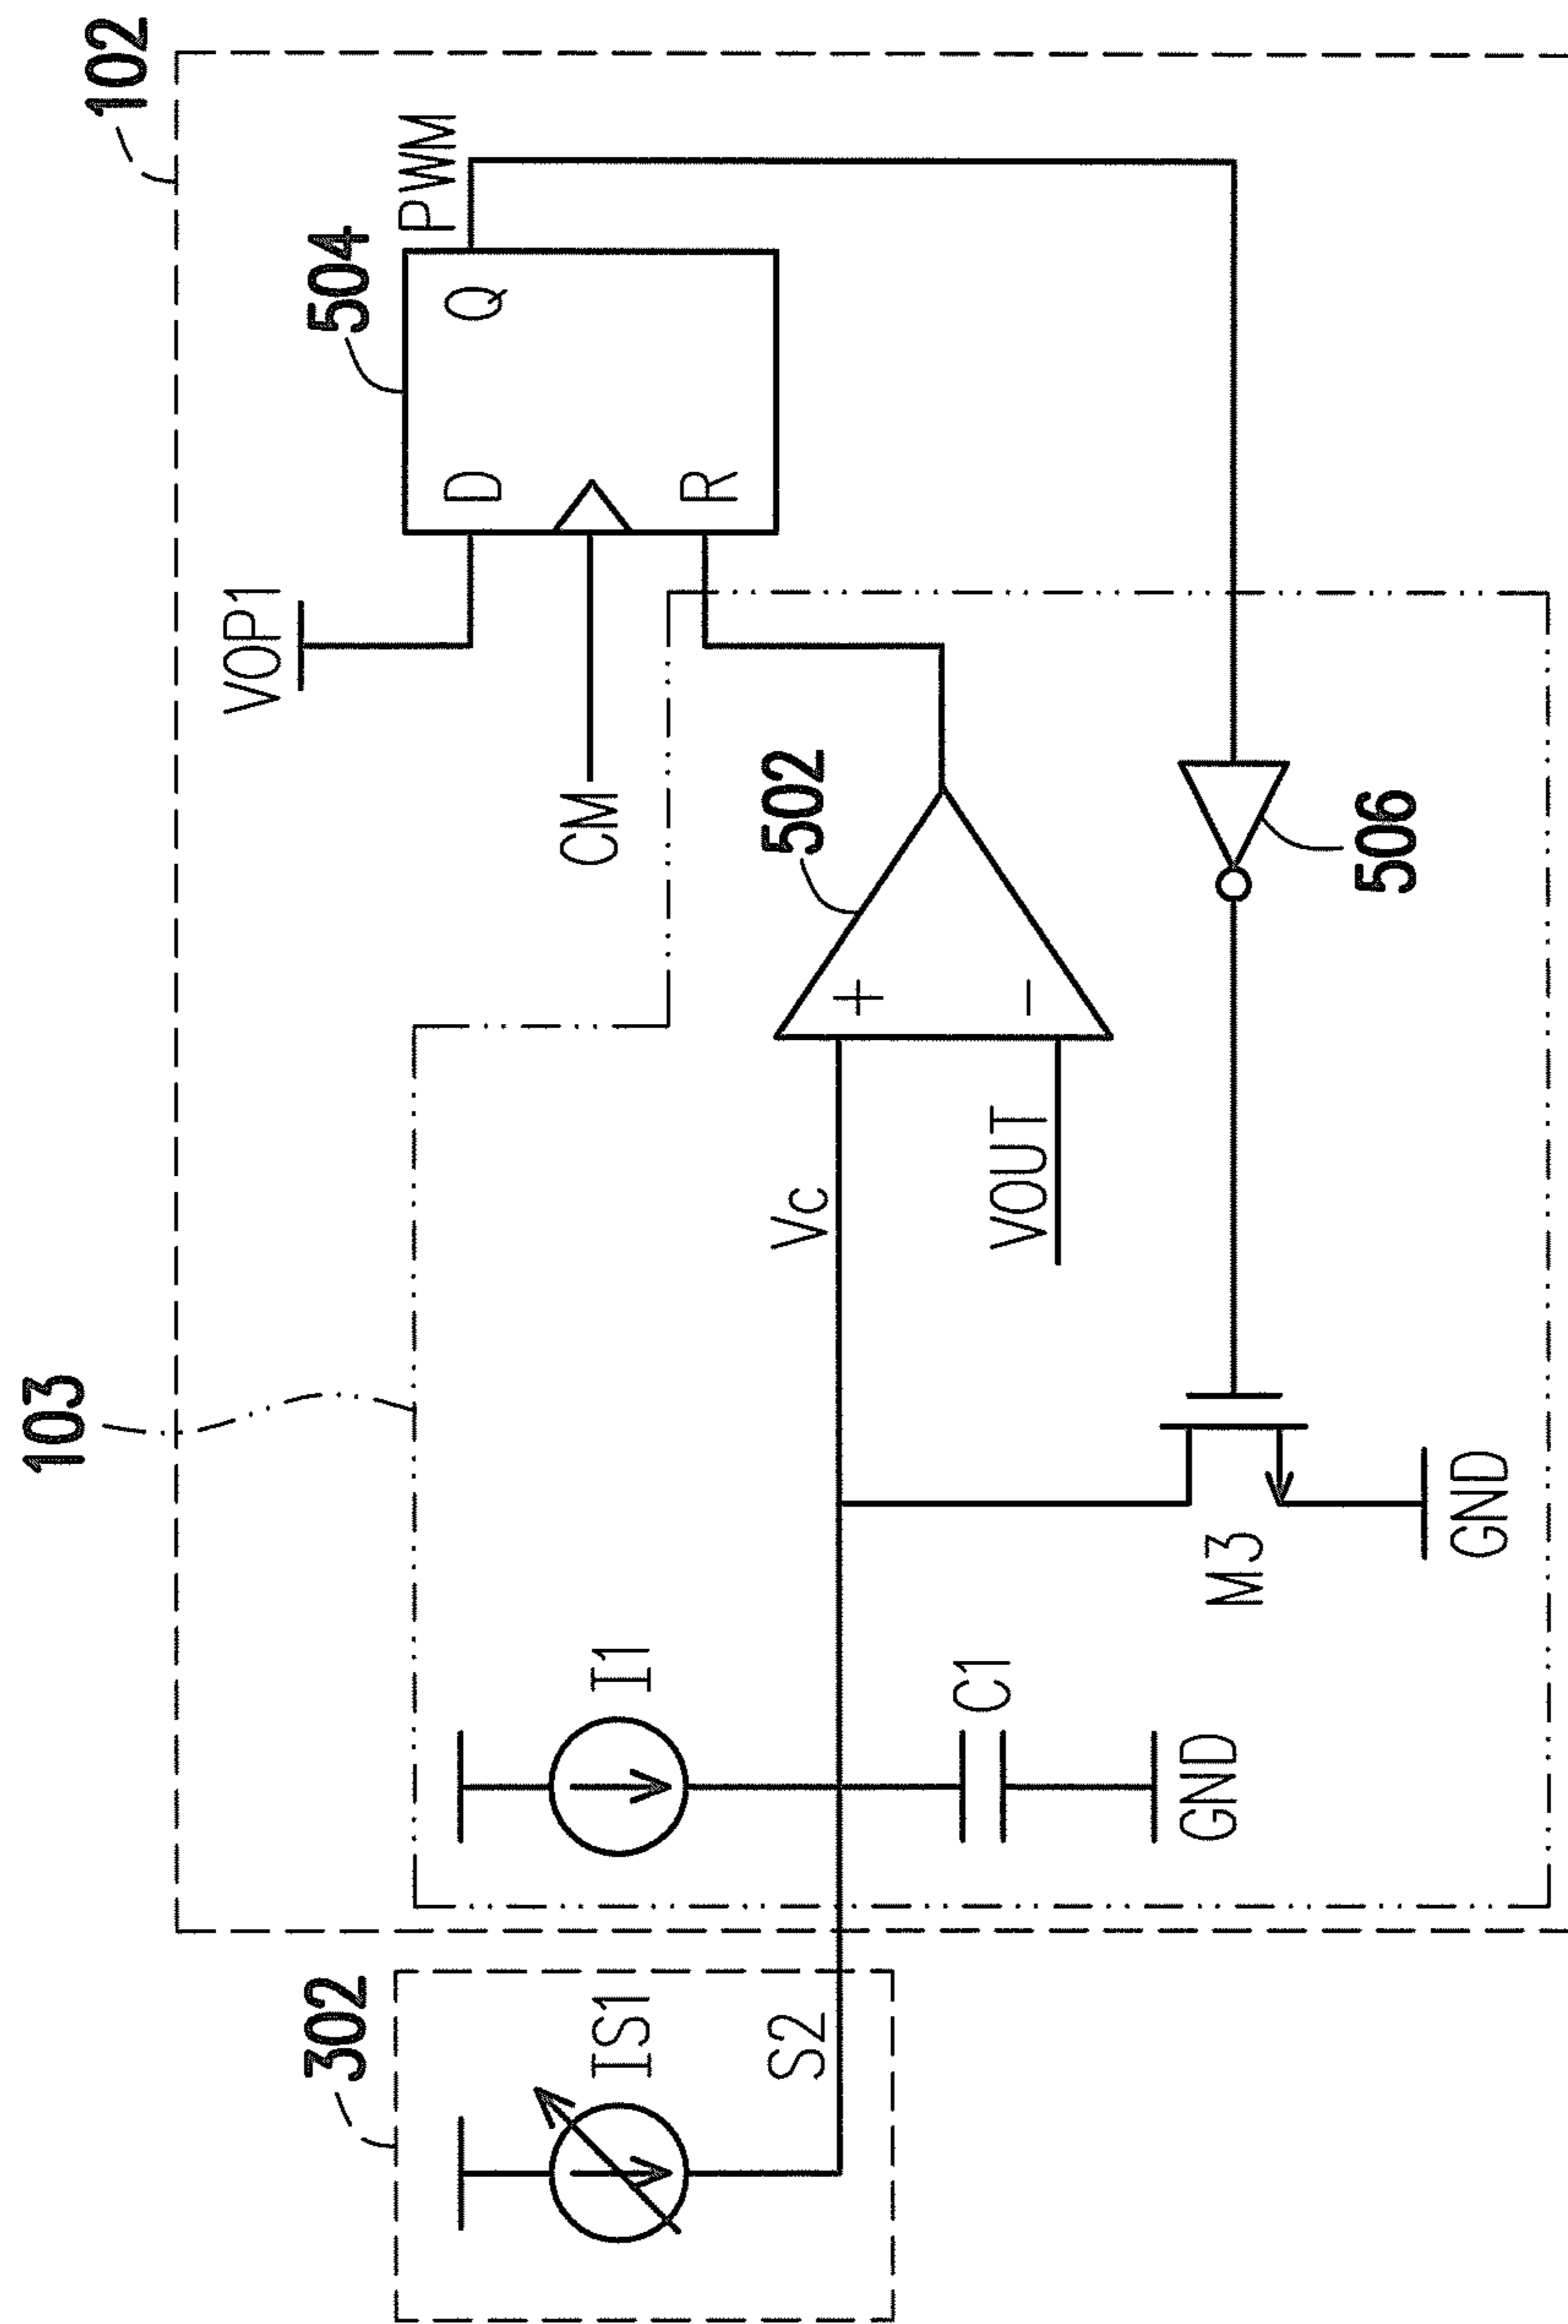 102
103
302
504
VOP1
PWM
D
Q
CM
R
IS1
I1
502
S2
Vc
+
VOUT
−
C1
GND
M3
506
GND